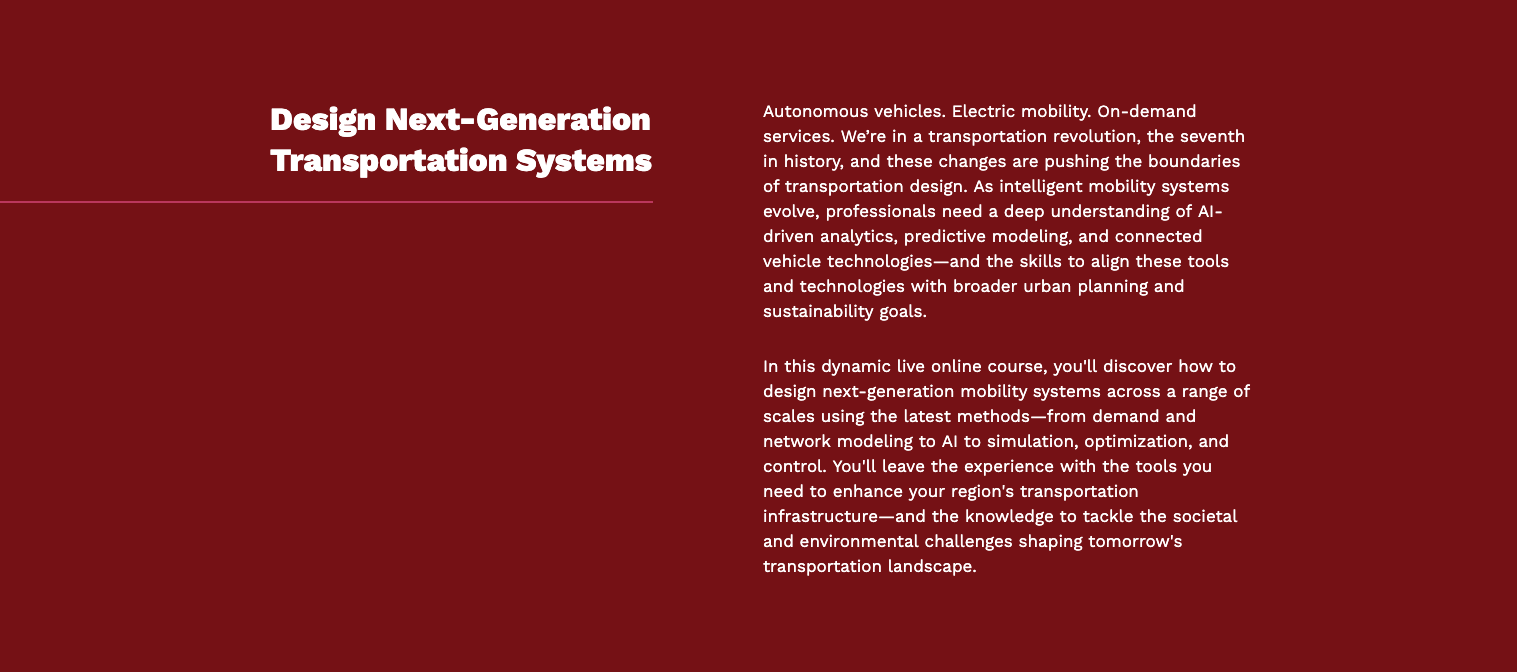 Design Next-Generation
Transportation Systems
Autonomous vehicles. Electric mobility. On-demand
services. We’re in a transportation revolution, the seventh
in history, and these changes are pushing the boundaries
of transportation design. As intelligent mobility systems
evolve, professionals need a deep understanding of AI-
driven analytics, predictive modeling, and connected
vehicle technologies—and the skills to align these tools
and technologies with broader urban planning and
sustainability goals.
In this dynamic live online course, you'll discover how to
design next-generation mobility systems across a range of
scales using the latest methods—from demand and
network modeling to AI to simulation, optimization, and
control. You'll leave the experience with the tools you
need to enhance your region's transportation
infrastructure—and the knowledge to tackle the societal
and environmental challenges shaping tomorrow's
transportation landscape.